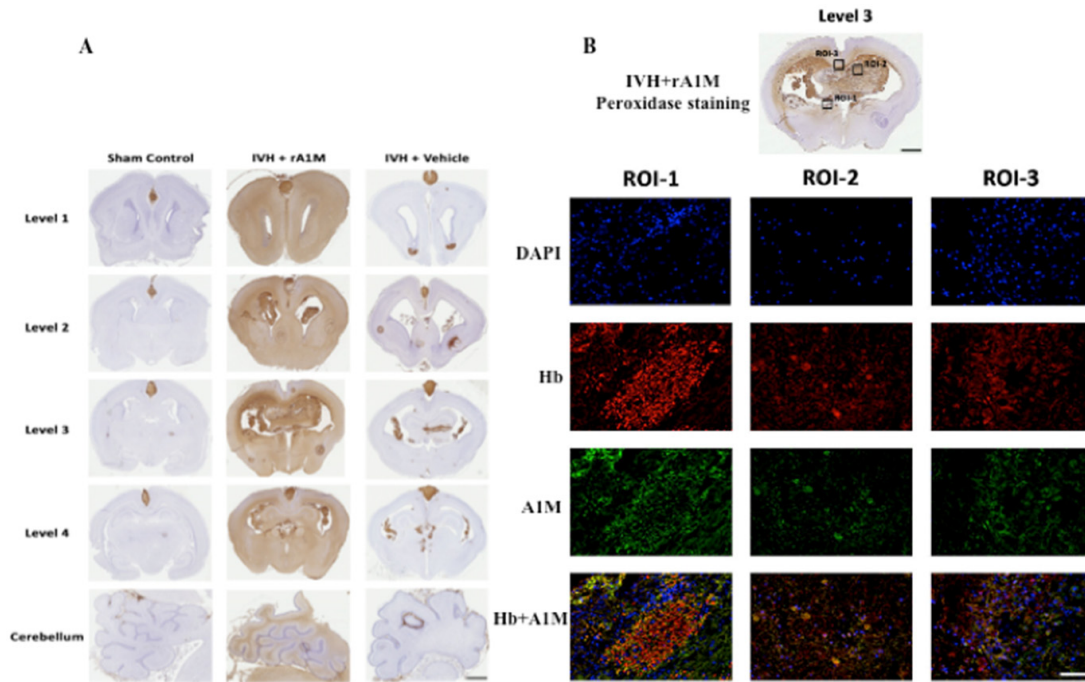 A
Sham Control IVH + rA1M IVH + Vehicle
Level 1
Level 2
Level 3
Level 4
Cerebellum
B
Level 3
IVH+rA1M
Peroxidase staining
ROI-3
ROI-2
ROI-1
ROI-1 ROI-2 ROI-3
DAPI
Hb
A1M
Hb+A1M